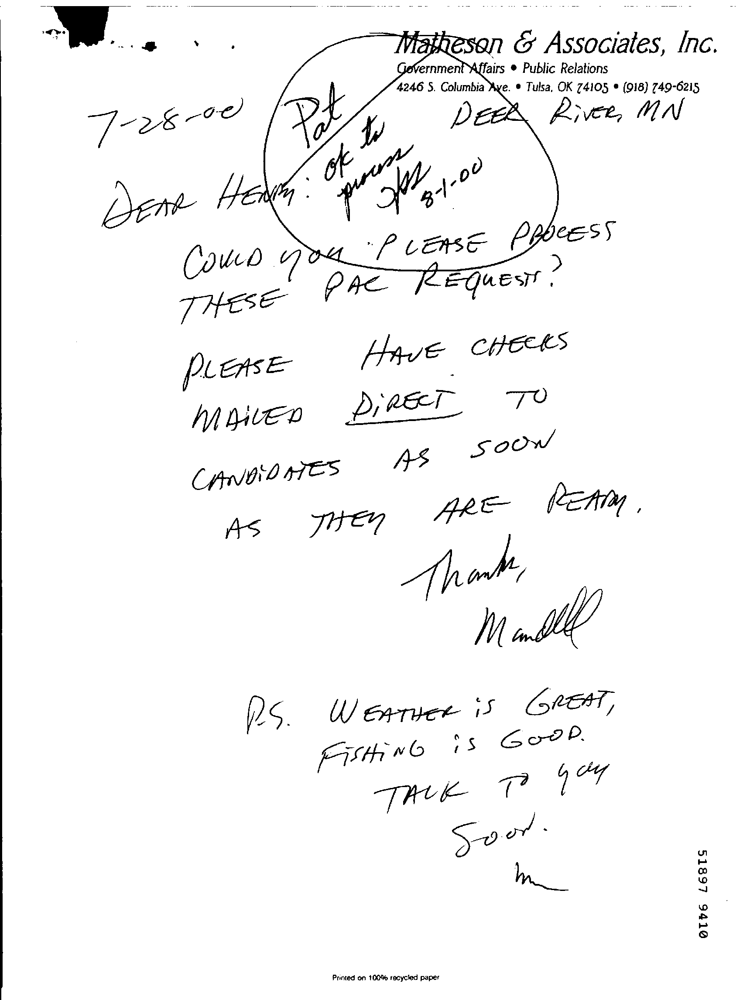 Matheson & Associates, Inc.
Government Affairs • Public Relations
4246 S. Columbia Ave. • Tulsa, OK 74105 • (918) 749-6215
7-28-00
DEER RIVER, MN
Pat
OK to
process
8-1-00
DEAR HENRY:
COULD YOU PLEASE PROCESS
THESE PAC REQUESTS?
PLEASE HAVE CHECKS
MAILED DIRECT TO
CANDIDATES AS SOON
AS THEY ARE READY.
Thanks,
Mandell
P.S. WEATHER IS GREAT,
FISHING IS GOOD.
TALK TO YOU
SOON.
m
51897 9410
Printed on 100% recycled paper